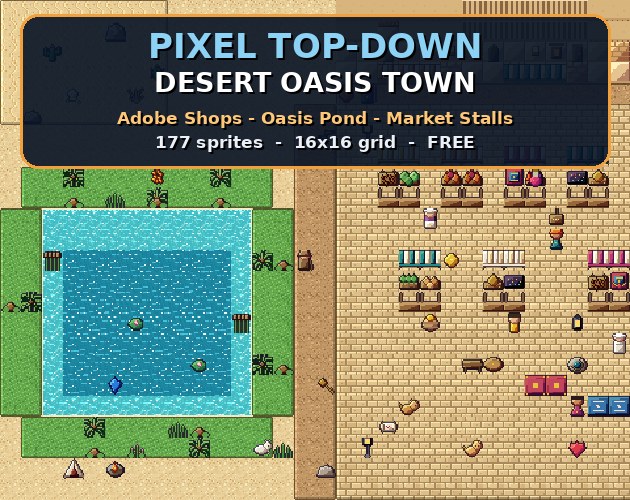 PIXEL TOP-DOWN
DESERT OASIS TOWN
Adobe Shops - Oasis Pond - Market Stalls
177 sprites - 16x16 grid - FREE